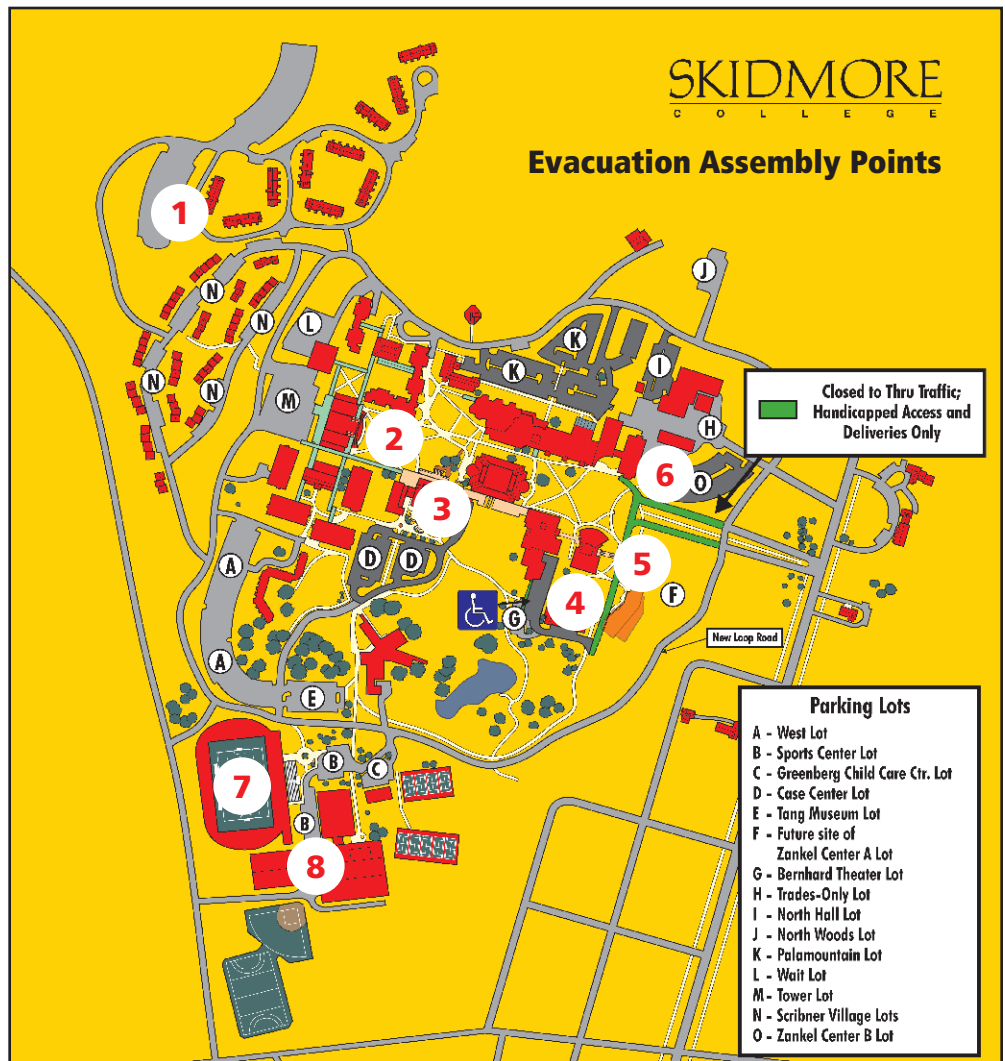 SKIDMORE
COLLEGE
Evacuation Assembly Points
1
J
N
N
L
K
K
I
N
N
M
Closed to Thru Traffic;
Handicapped Access and
Deliveries Only
H
2
6
O
3
D
D
A
5
F
4
G
New Loop Road
A
E
7
B
C
B
8
Parking Lots
A - West Lot
B - Sports Center Lot
C - Greenberg Child Care Ctr. Lot
D - Case Center Lot
E - Tang Museum Lot
F - Future site of
Zankel Center A Lot
G - Bernhard Theater Lot
H - Trades-Only Lot
I - North Hall Lot
J - North Woods Lot
K - Palamountain Lot
L - Wait Lot
M - Tower Lot
N - Scribner Village Lots
O - Zankel Center B Lot